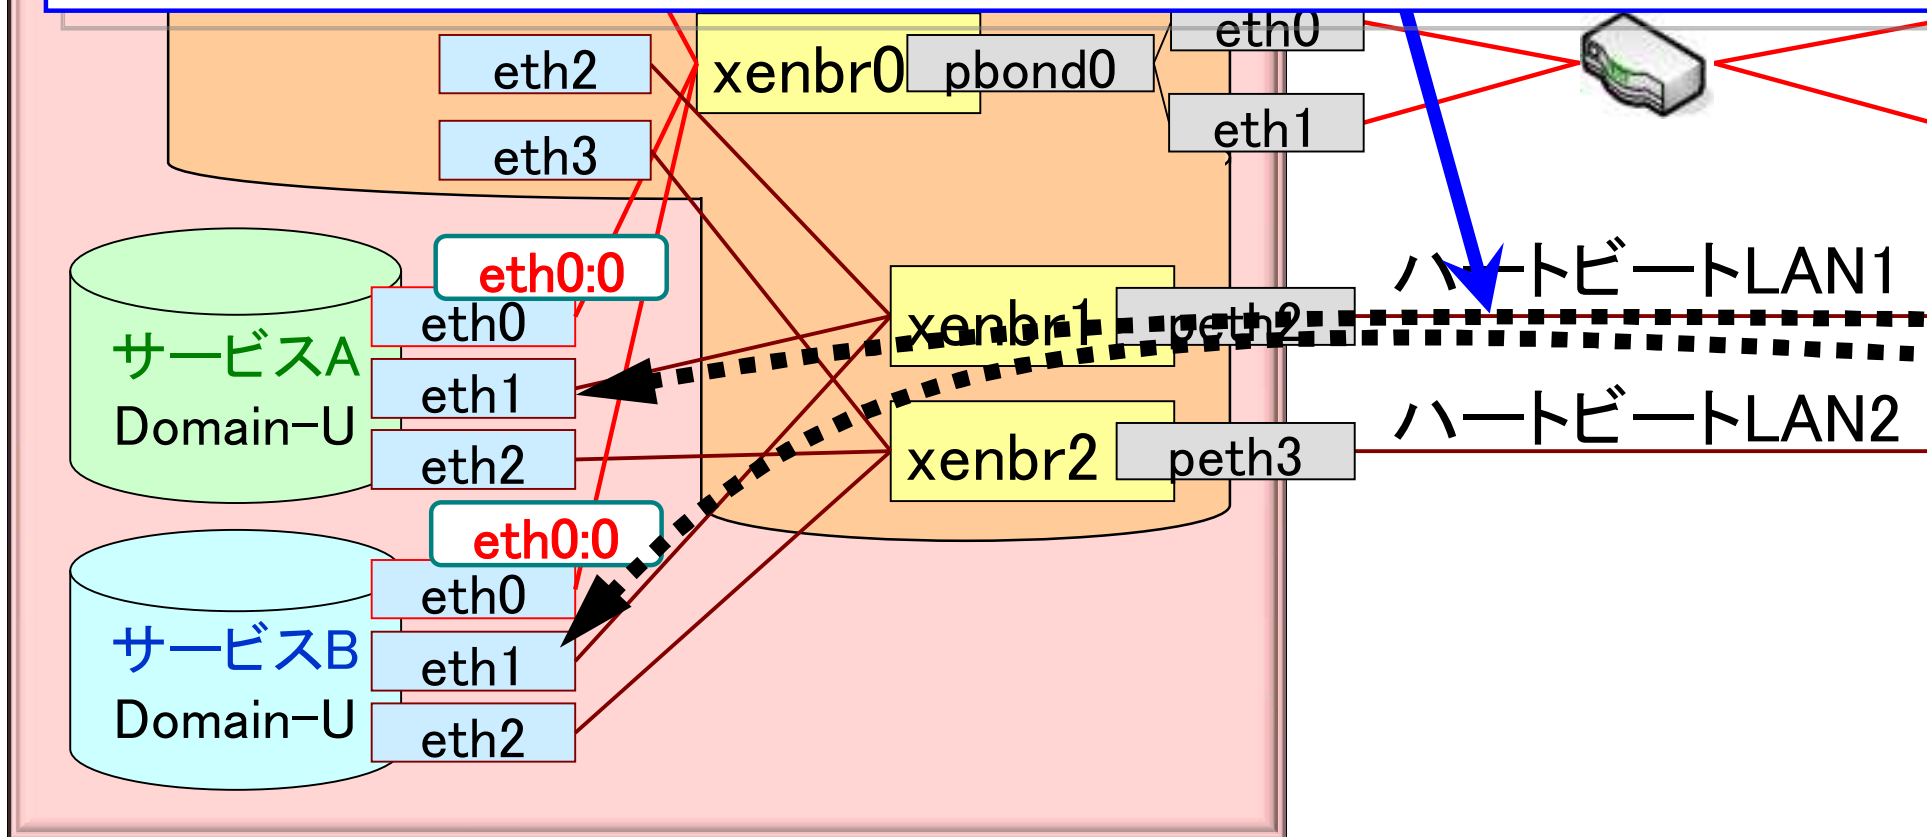 eth0
eth2
xenbr0
pbond0
eth1
eth3
eth0:0
ハートビートLAN1
eth0
xenbr1
peth2
サービスA
eth1
Domain-U
ハートビートLAN2
eth2
xenbr2
peth3
eth0:0
eth0
サービスB
eth1
Domain-U
eth2